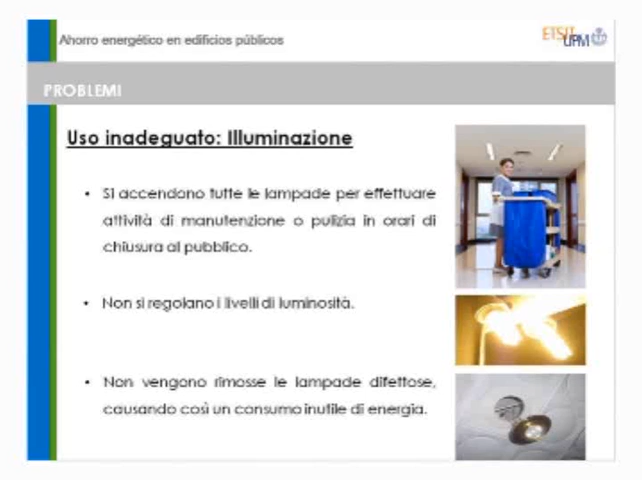 Ahorro energético en edificios públicos
ETSIT
UPM
PROBLEMI
Uso inadeguato: Illuminazione
• Si accendono tutte le lampade per effettuare
attività di manutenzione o pulizia in orari di
chiusura al pubblico.
• Non si regolano i livelli di luminosità.
• Non vengono rimosse le lampade difettose,
causando così un consumo inutile di energia.